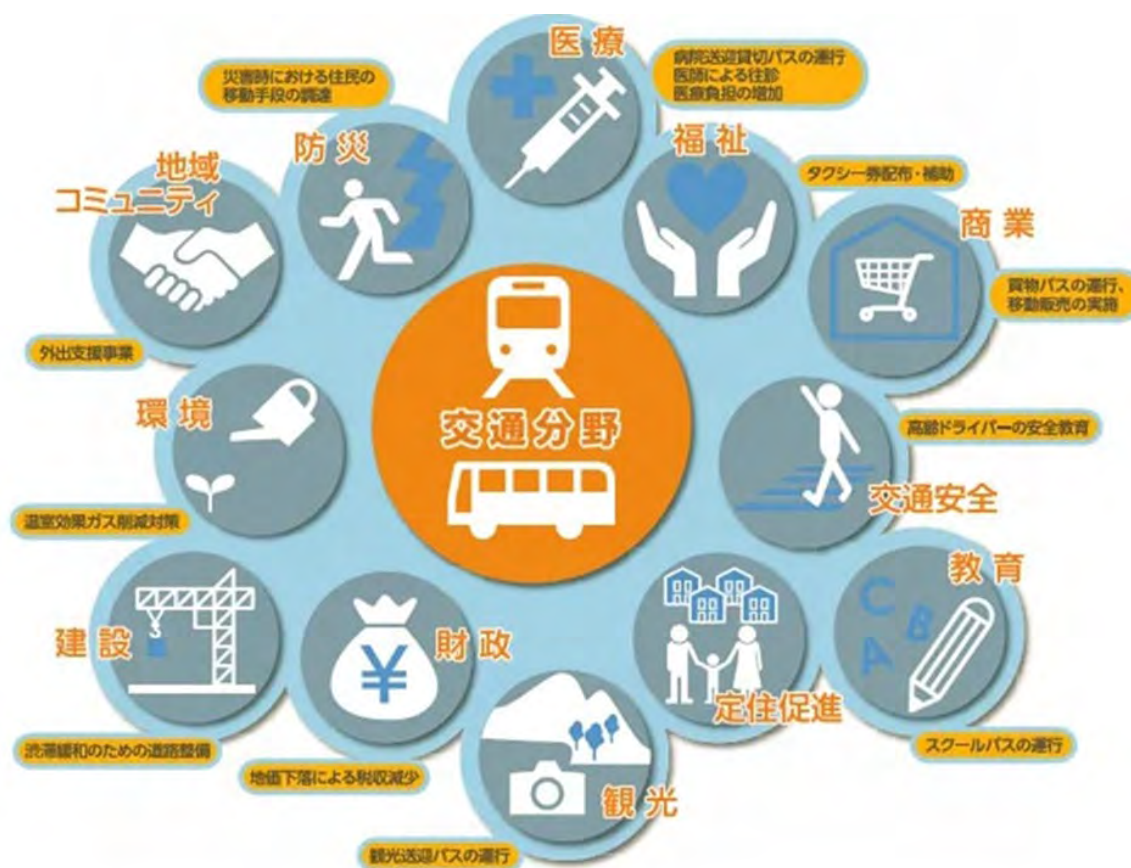 医療
病院送迎貸切バスの運行
医師による往診
医療負担の増加
災害時における住民の
移動手段の調達
防災
福祉
タクシー券配布・補助
地域
コミュニティ
外出支援事業
商業
買物バスの運行、
移動販売の実施
環境
温室効果ガス削減対策
交通分野
高齢ドライバーの安全教育
交通安全
教育
スクールバスの運行
建設
渋滞緩和のための道路整備
財政
地価下落による税収減少
定住促進
観光
観光送迎バスの運行
¥
C
B
A